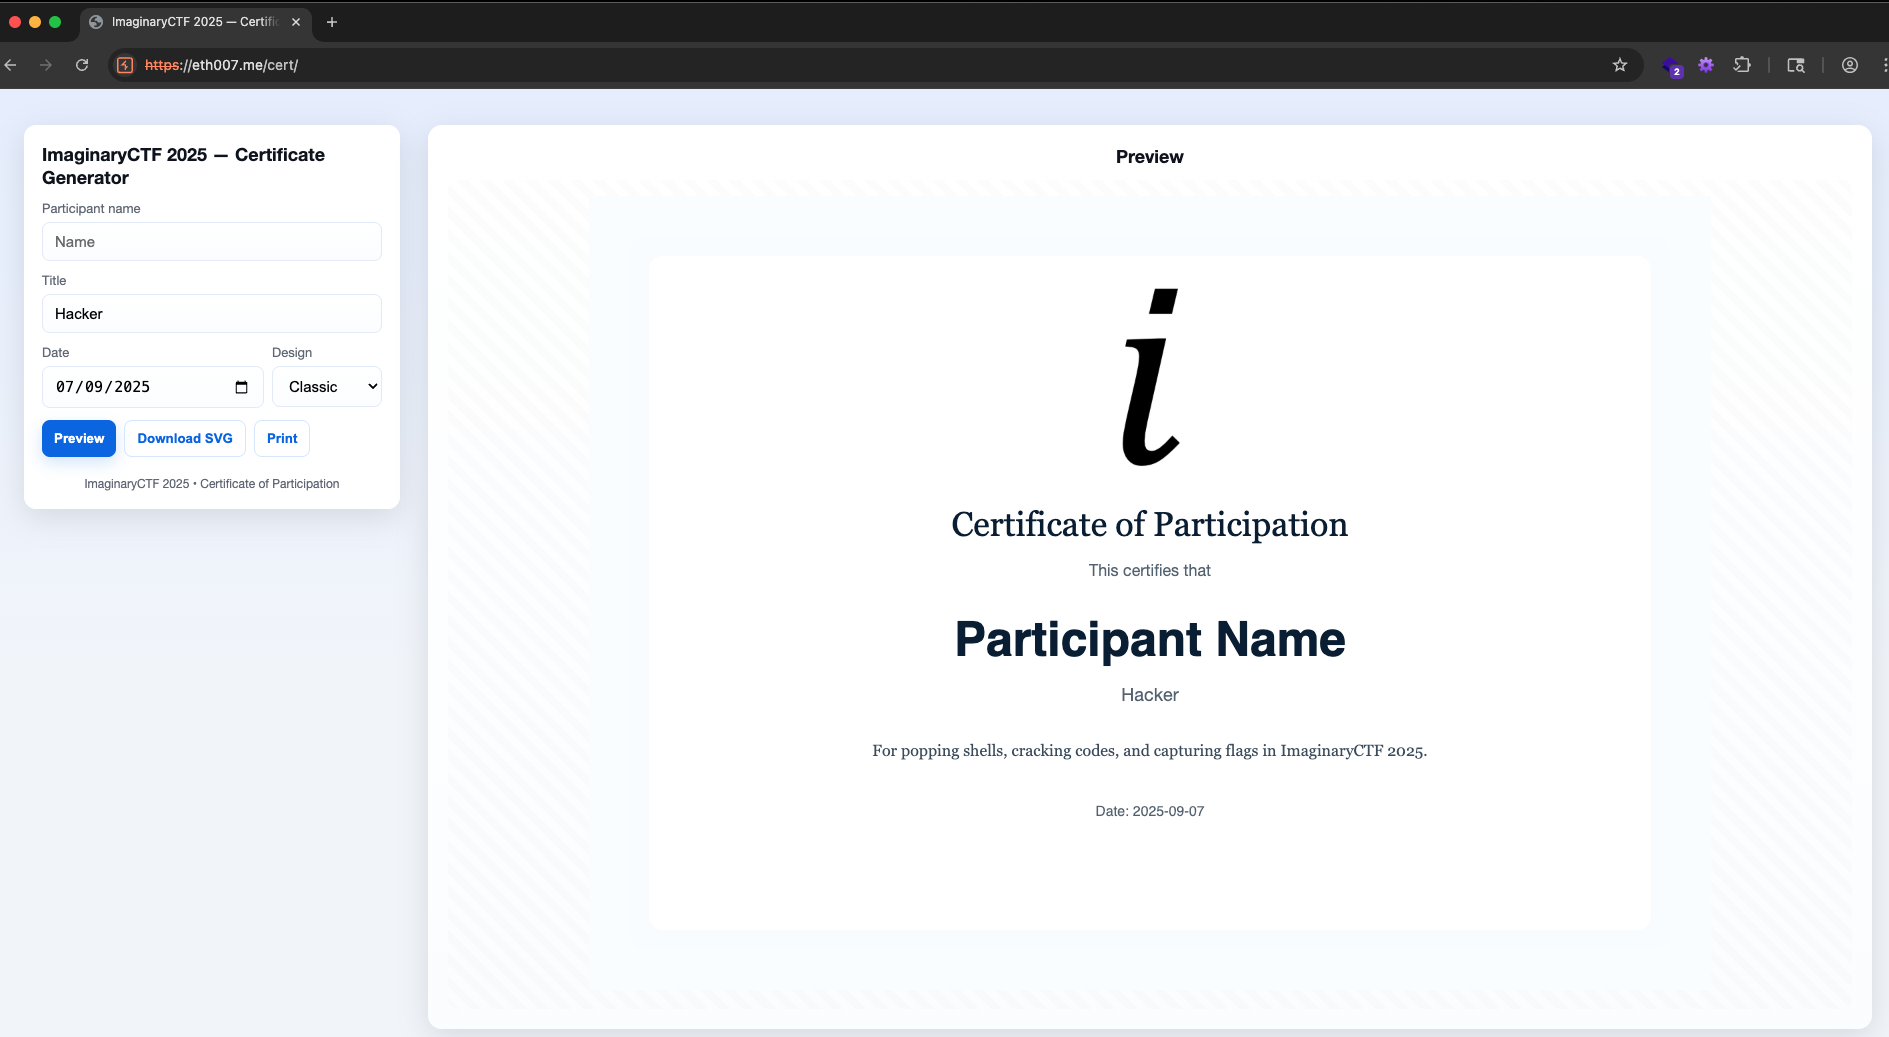 ImaginaryCTF 2025 — Certific
https://eth007.me/cert/
2
ImaginaryCTF 2025 — Certificate
Generator
Participant name
Name
Title
Hacker
Date
Design
07/09/2025
Classic
Preview
Download SVG
Print
ImaginaryCTF 2025 • Certificate of Participation
Preview
i
Certificate of Participation
This certifies that
Participant Name
Hacker
For popping shells, cracking codes, and capturing flags in ImaginaryCTF 2025.
Date: 2025-09-07